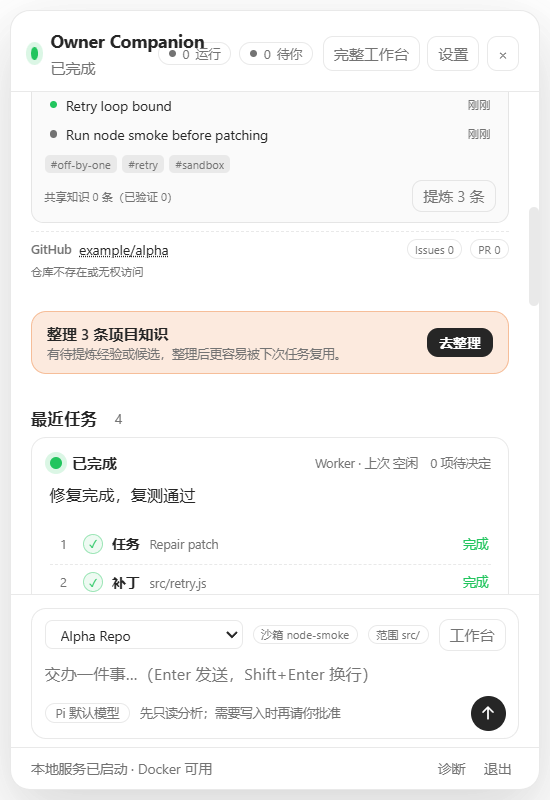 Owner Companion
已完成
0 运行
0 待你
完整工作台
设置
×
Retry loop bound 刚刚
Run node smoke before patching 刚刚
#off-by-one #retry #sandbox
共享知识 0 条（已验证 0） 提炼 3 条
GitHub example/alpha Issues 0 PR 0
仓库不存在或无权访问
整理 3 条项目知识
有待提炼经验或候选，整理后更容易被下次任务复用。
去整理
最近任务 4
已完成 Worker · 上次 空闲 0 项待决定
修复完成，复测通过
1 ✓ 任务 Repair patch 完成
2 ✓ 补丁 src/retry.js 完成
Alpha Repo 沙箱 node-smoke 范围 src/ 工作台
交办一件事…（Enter 发送，Shift+Enter 换行）
Pi 默认模型 先只读分析；需要写入时再请你批准
本地服务已启动 · Docker 可用 诊断 退出